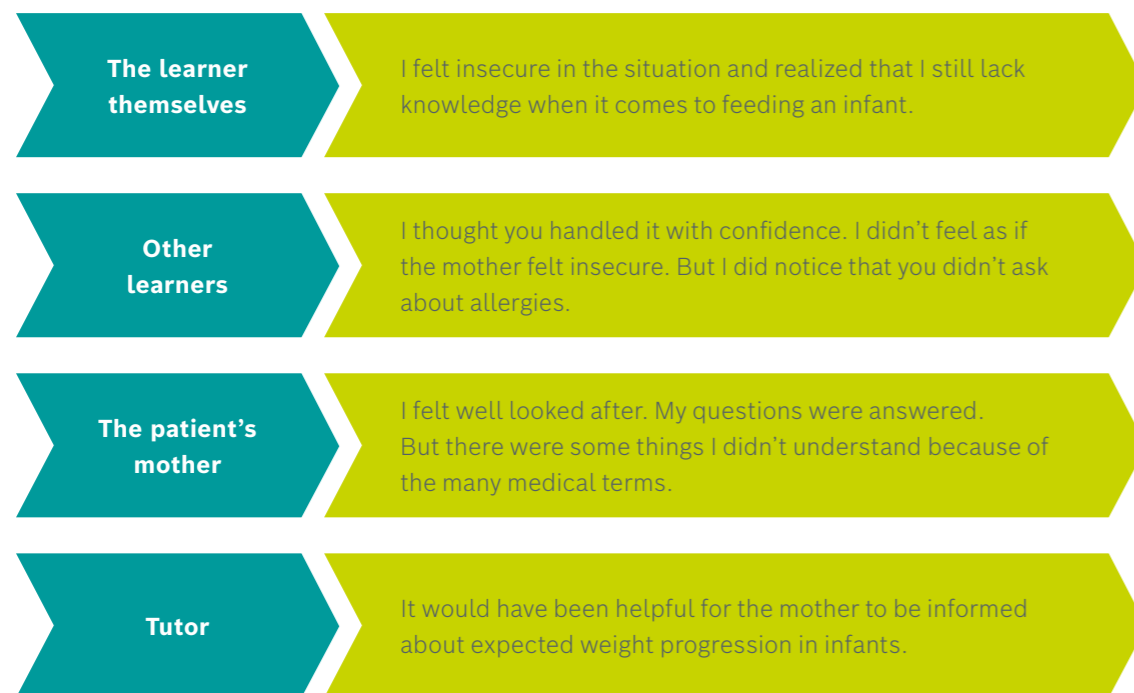 The learner
themselves
I felt insecure in the situation and realized that I still lack
knowledge when it comes to feeding an infant.
Other
learners
I thought you handled it with confidence. I didn’t feel as if
the mother felt insecure. But I did notice that you didn’t ask
about allergies.
The patient’s
mother
I felt well looked after. My questions were answered.
But there were some things I didn’t understand because of
the many medical terms.
Tutor
It would have been helpful for the mother to be informed
about expected weight progression in infants.